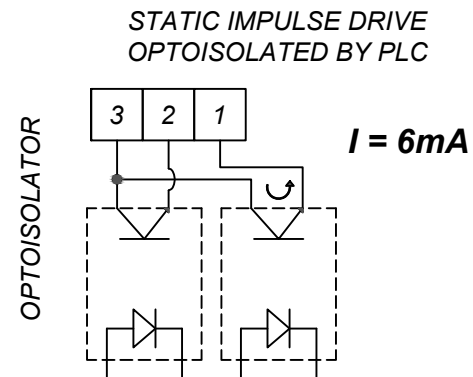 STATIC IMPULSE DRIVE
OPTOISOLATED BY PLC
3 2 1
I = 6mA
OPTOISOLATOR